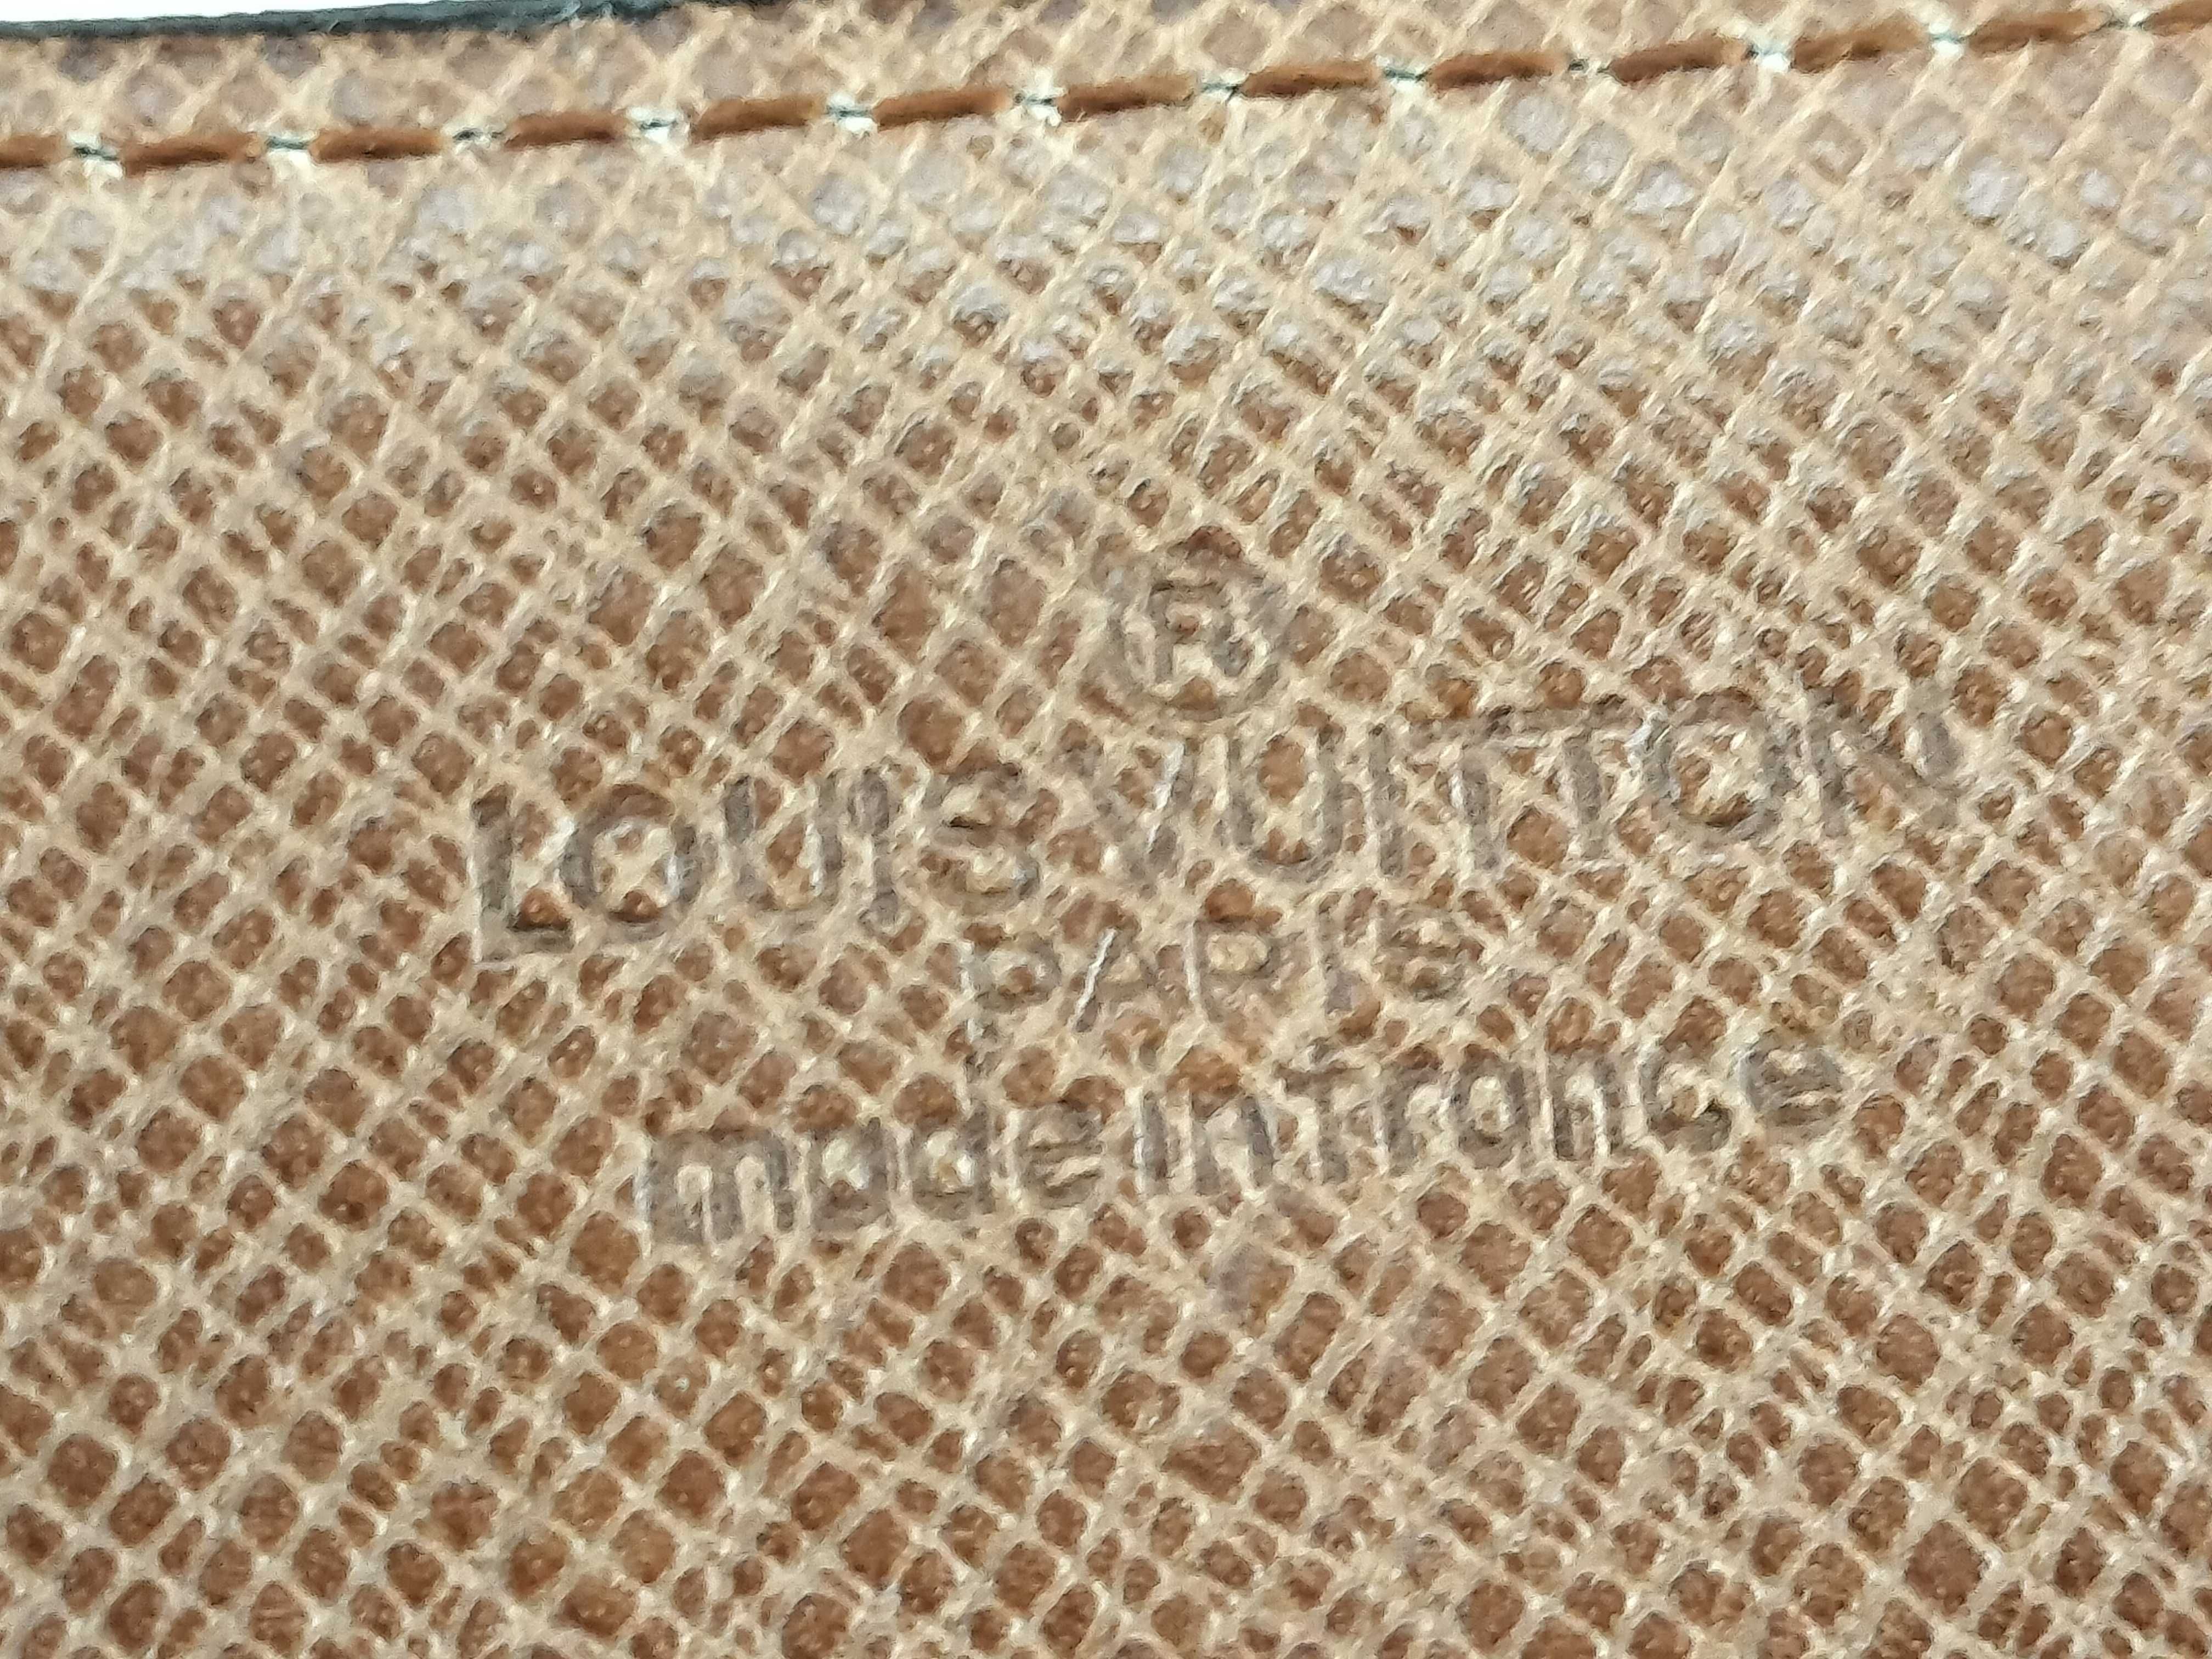 ®
LOUIS VUITTON
PARIS
made in france